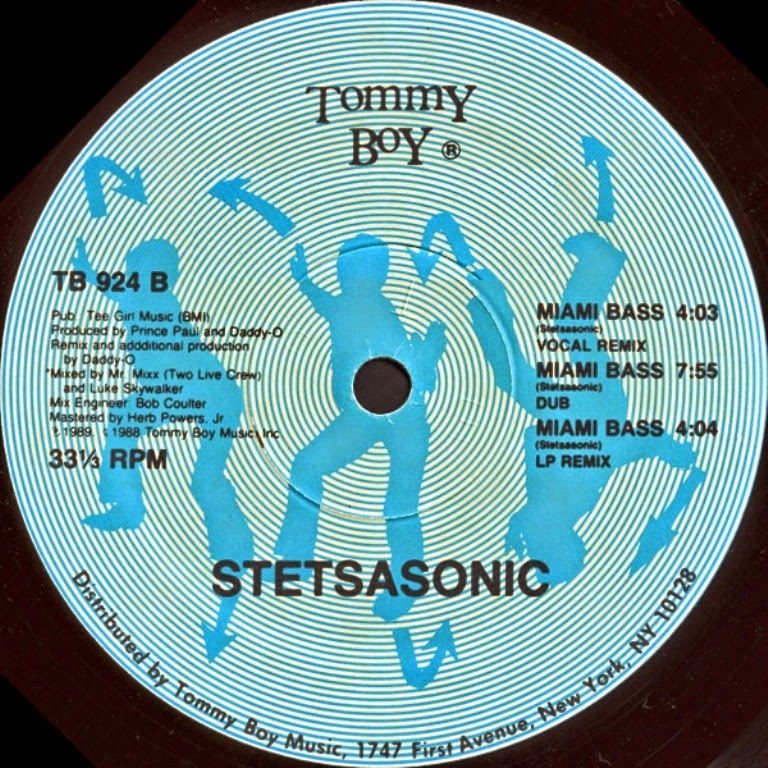 Tommy
Boy ®
TB 924 B
Pub. Tee Girl Music (BMI)
Produced by Prince Paul and Daddy-O
Remix and addditional production
by Daddy-O
*Mixed by Mr. Mixx (Two Live Crew)
and Luke Skywalker
Mix Engineer Bob Coulter
Mastered by Herb Powers, Jr
℗ 1989, © 1988 Tommy Boy Music, Inc
33⅓ RPM
MIAMI BASS 4:03
(Stetsasonic)
VOCAL REMIX
MIAMI BASS 7:55
(Stetsasonic)
DUB
MIAMI BASS 4:04
(Stetsasonic)
LP REMIX
STETSASONIC
Distributed by Tommy Boy Music, 1747 First Avenue, New York, NY 10128